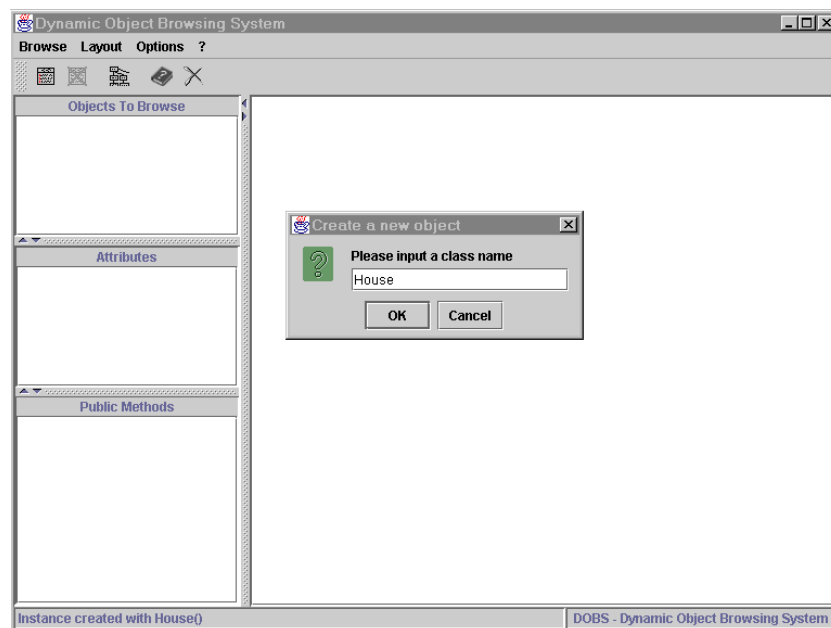 Dynamic Object Browsing System
Browse Layout Options ?
Objects To Browse
Attributes
Public Methods
Create a new object
Please input a class name
House
OK Cancel
Instance created with House()
DOBS - Dynamic Object Browsing System